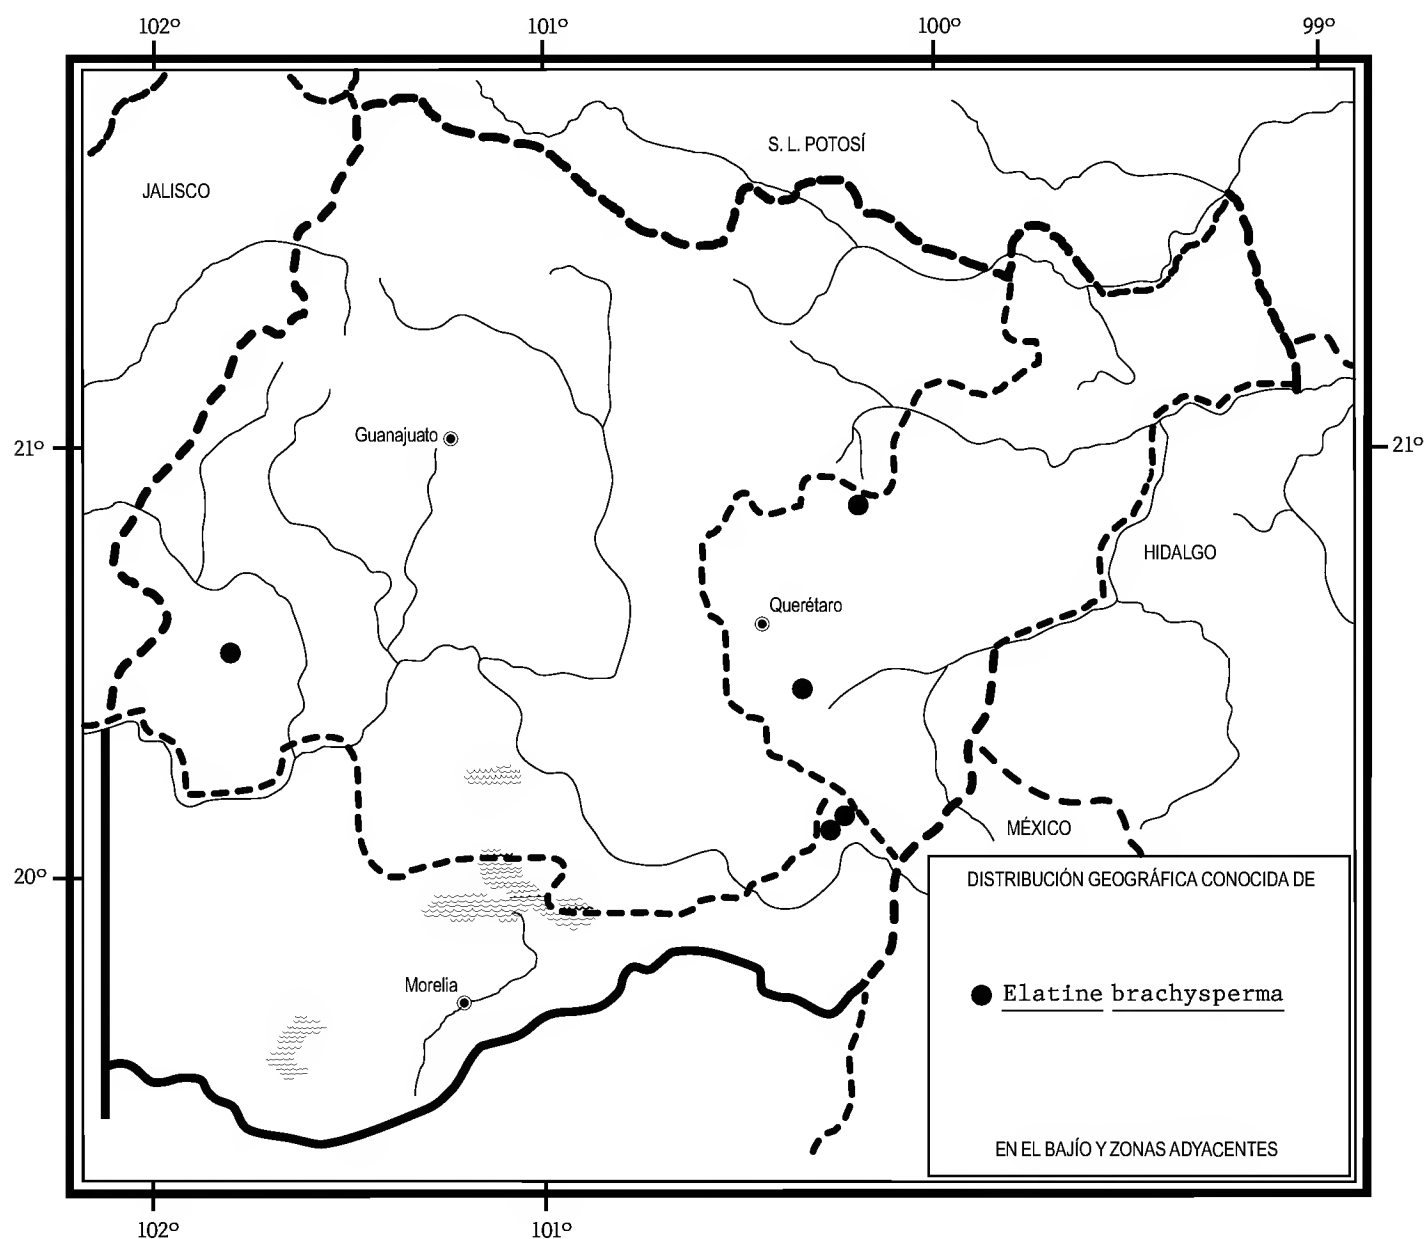 102º 101º 100º 99º
S. L. POTOSÍ
JALISCO
Guanajuato
21º 21º
HIDALGO
Querétaro
MÉXICO
20º
DISTRIBUCIÓN GEOGRÁFICA CONOCIDA DE
Morelia
Elatine brachysperma
EN EL BAJÍO Y ZONAS ADYACENTES
102º 101º